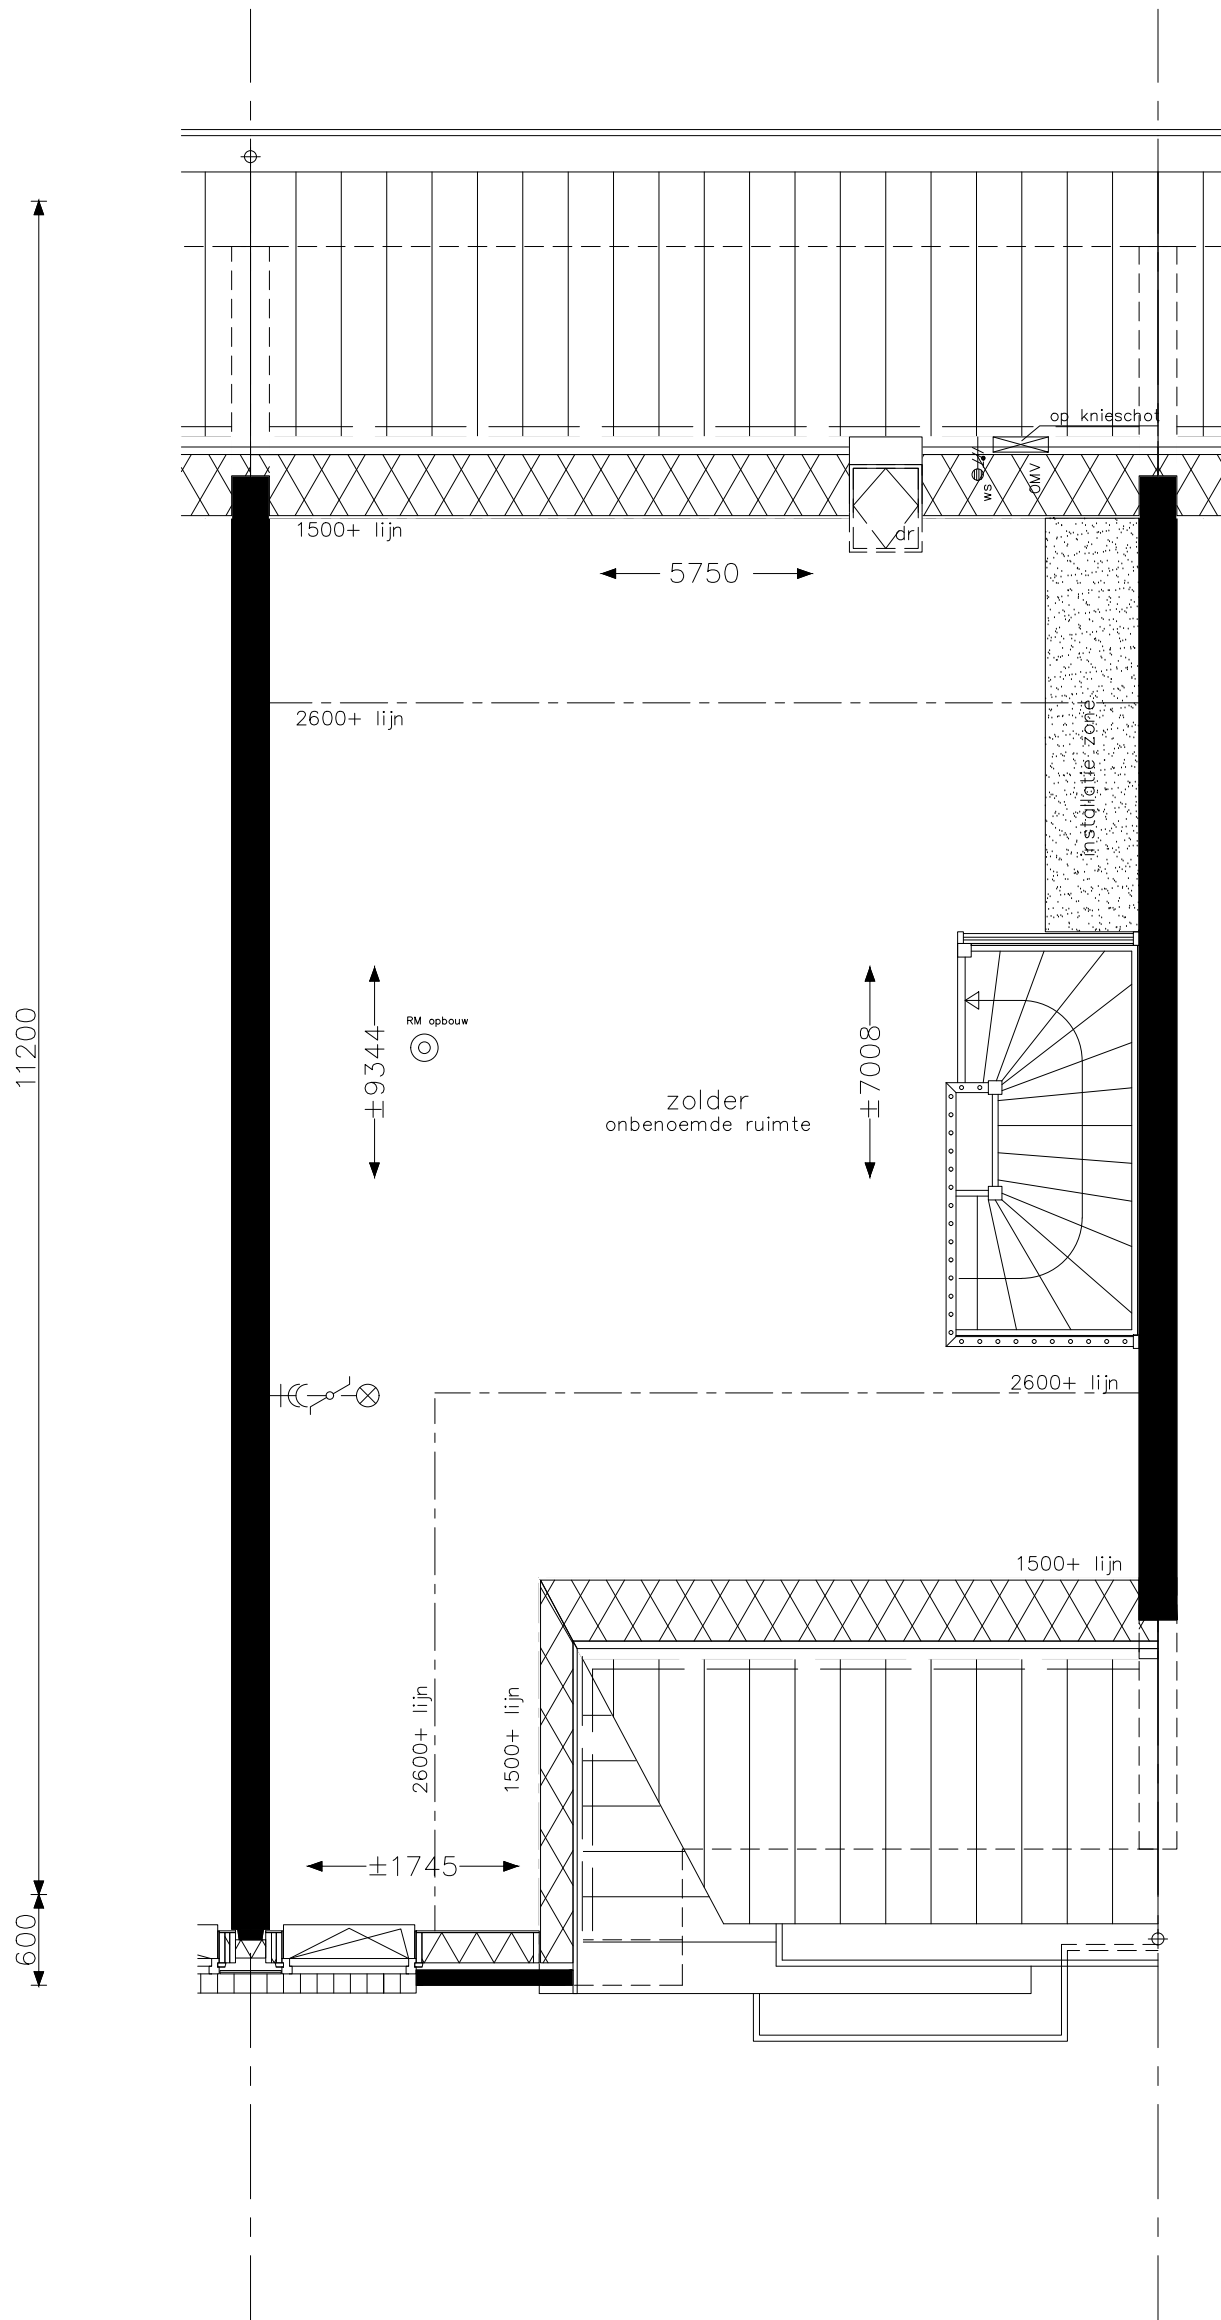 op knieschot
ws
OMV
dr
1500+ lijn
5750
2600+ lijn
installatie zone
11200
±9344
RM opbouw
±7008
zolder
onbenoemde ruimte
2600+ lijn
1500+ lijn
2600+ lijn
1500+ lijn
±1745
600